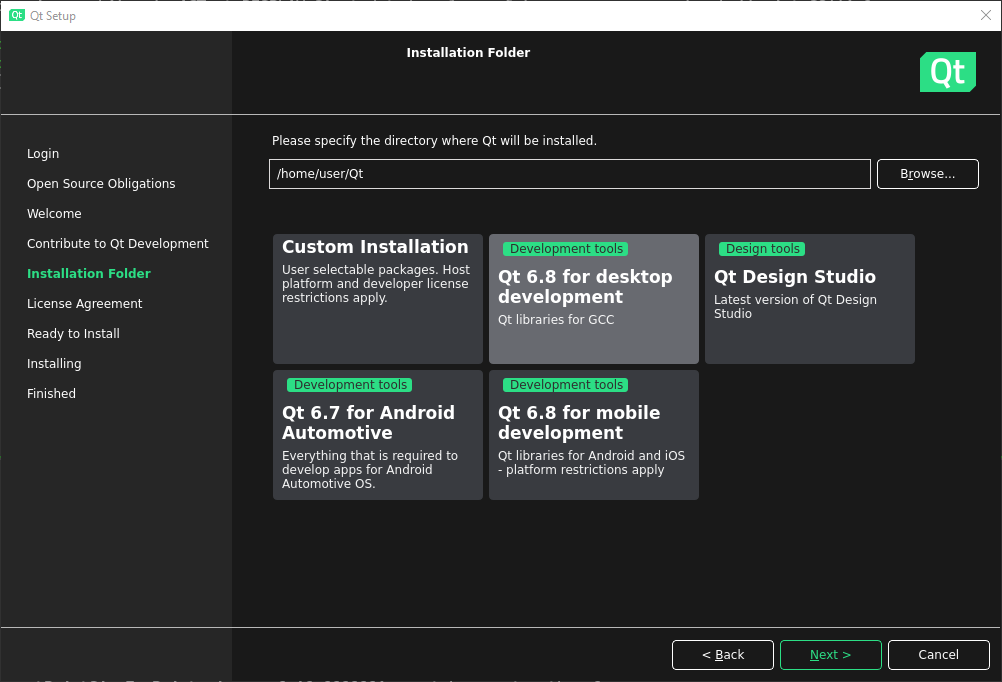 Qt Qt Setup
Installation Folder
Qt
Login
Open Source Obligations
Welcome
Contribute to Qt Development
Installation Folder
License Agreement
Ready to Install
Installing
Finished
Please specify the directory where Qt will be installed.
/home/user/Qt
Browse...
Custom Installation
User selectable packages. Host
platform and developer license
restrictions apply.
Development tools
Qt 6.8 for desktop
development
Qt libraries for GCC
Design tools
Qt Design Studio
Latest version of Qt Design
Studio
Development tools
Qt 6.7 for Android
Automotive
Everything that is required to
develop apps for Android
Automotive OS.
Development tools
Qt 6.8 for mobile
development
Qt libraries for Android and iOS
- platform restrictions apply
< Back
Next >
Cancel